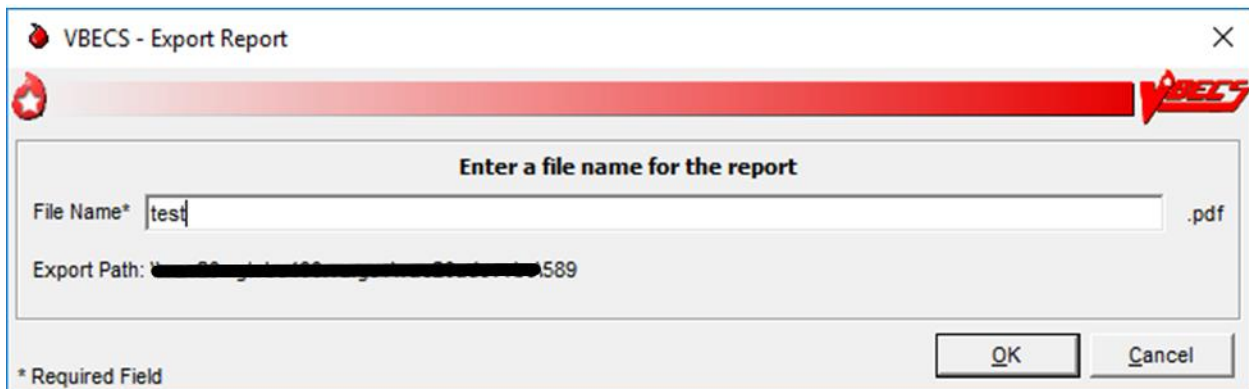 VBECS - Export Report
VBECS
Enter a file name for the report
File Name* test .pdf
Export Path: \589
OK Cancel
* Required Field